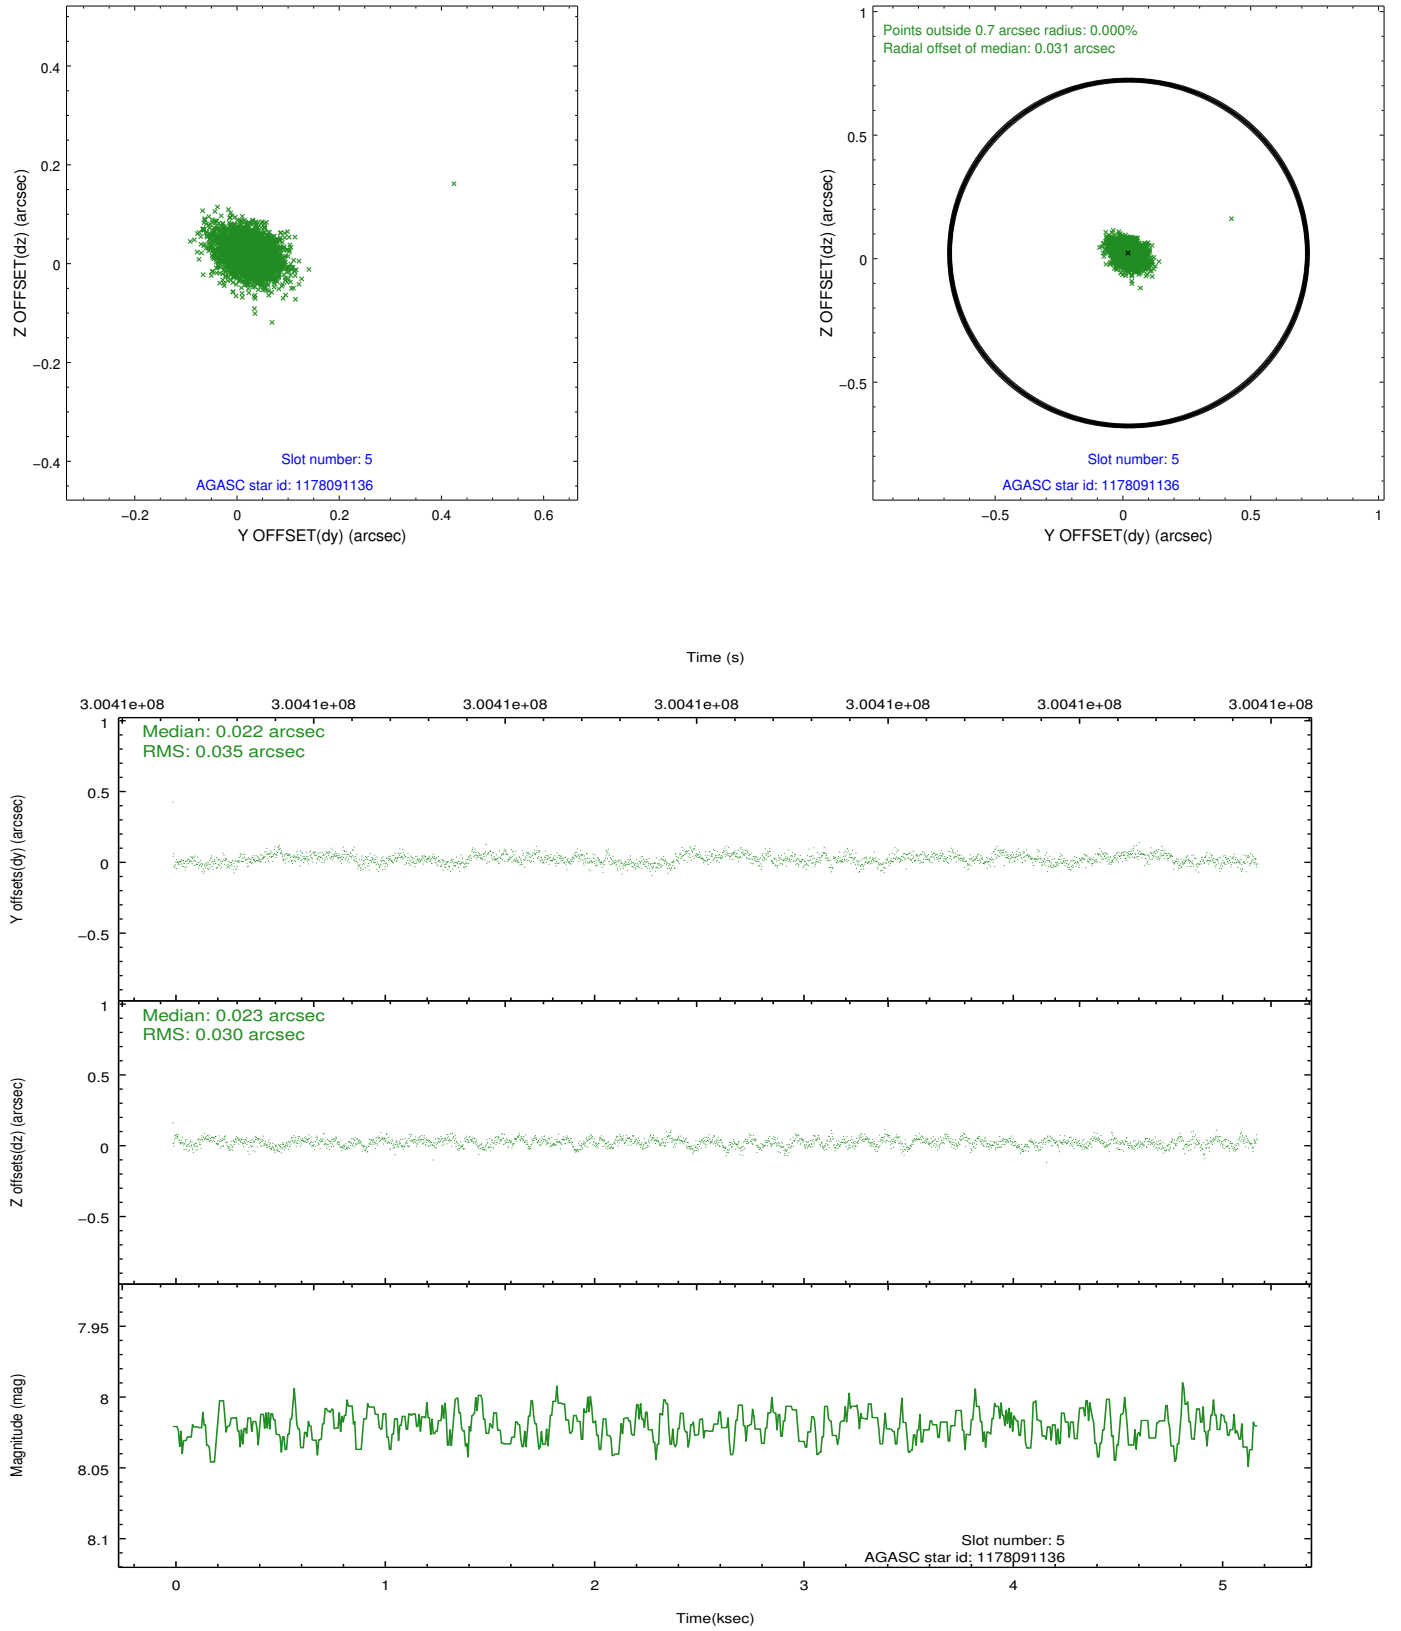 0.4
0.2
0
−0.2
−0.4
Z OFFSET(dz) (arcsec)
Slot number: 5
AGASC star id: 1178091136
−0.2 0 0.2 0.4 0.6
Y OFFSET(dy) (arcsec)
1
0.5
0
−0.5
Z OFFSET(dz) (arcsec)
Points outside 0.7 arcsec radius: 0.000%
Radial offset of median: 0.031 arcsec
Slot number: 5
AGASC star id: 1178091136
−0.5 0 0.5 1
Y OFFSET(dy) (arcsec)
Time (s)
3.0041e+08 3.0041e+08 3.0041e+08 3.0041e+08 3.0041e+08 3.0041e+08 3.0041e+08
Median: 0.022 arcsec
RMS: 0.035 arcsec
1
0.5
0
−0.5
Y offsets(dy) (arcsec)
Median: 0.023 arcsec
RMS: 0.030 arcsec
1
0.5
0
−0.5
Z offsets(dz) (arcsec)
7.95
8
8.05
8.1
Magnitude (mag)
Slot number: 5
AGASC star id: 1178091136
0 1 2 3 4 5
Time(ksec)